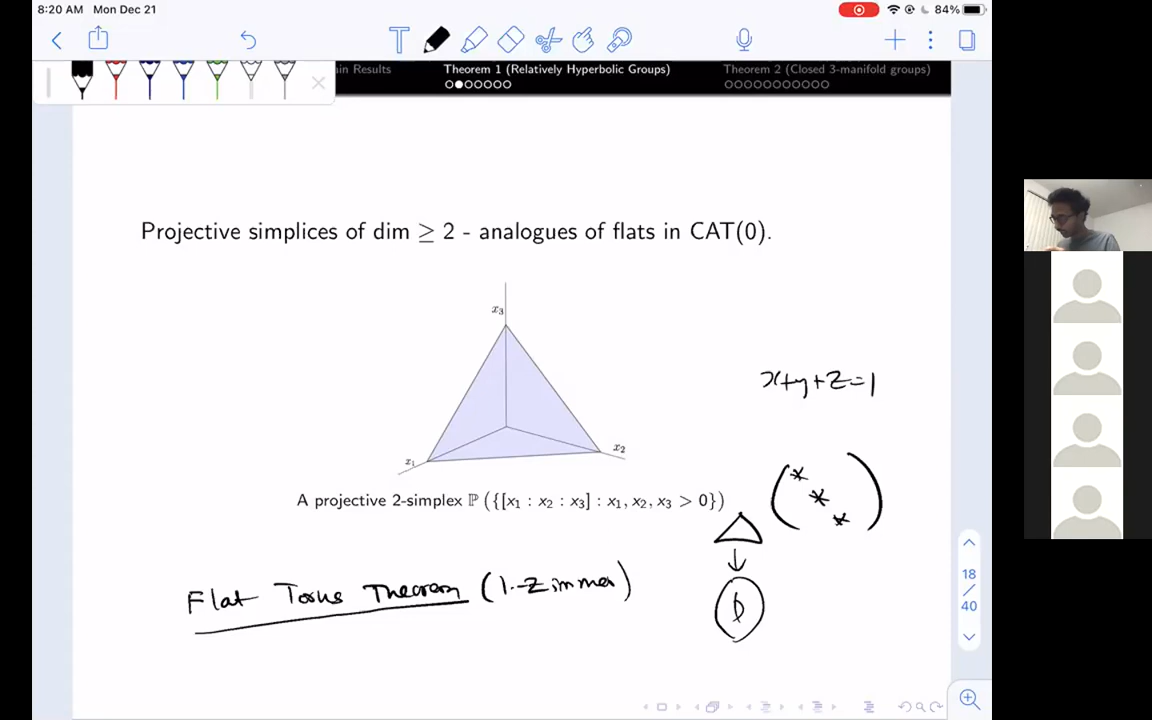 8:20 AM Mon Dec 21
84%
T
in Results
Theorem 1 (Relatively Hyperbolic Groups)
Theorem 2 (Closed 3-manifold groups)
Projective simplices of dim ≥ 2 - analogues of flats in CAT(0).
x₃
x₂
x₁
x+y+z=1
A projective 2-simplex ℙ ({[x₁ : x₂ : x₃] : x₁, x₂, x₃ > 0})
(* * *)
Flat Torus Theorem (I.-Zimmer)
18
/
40